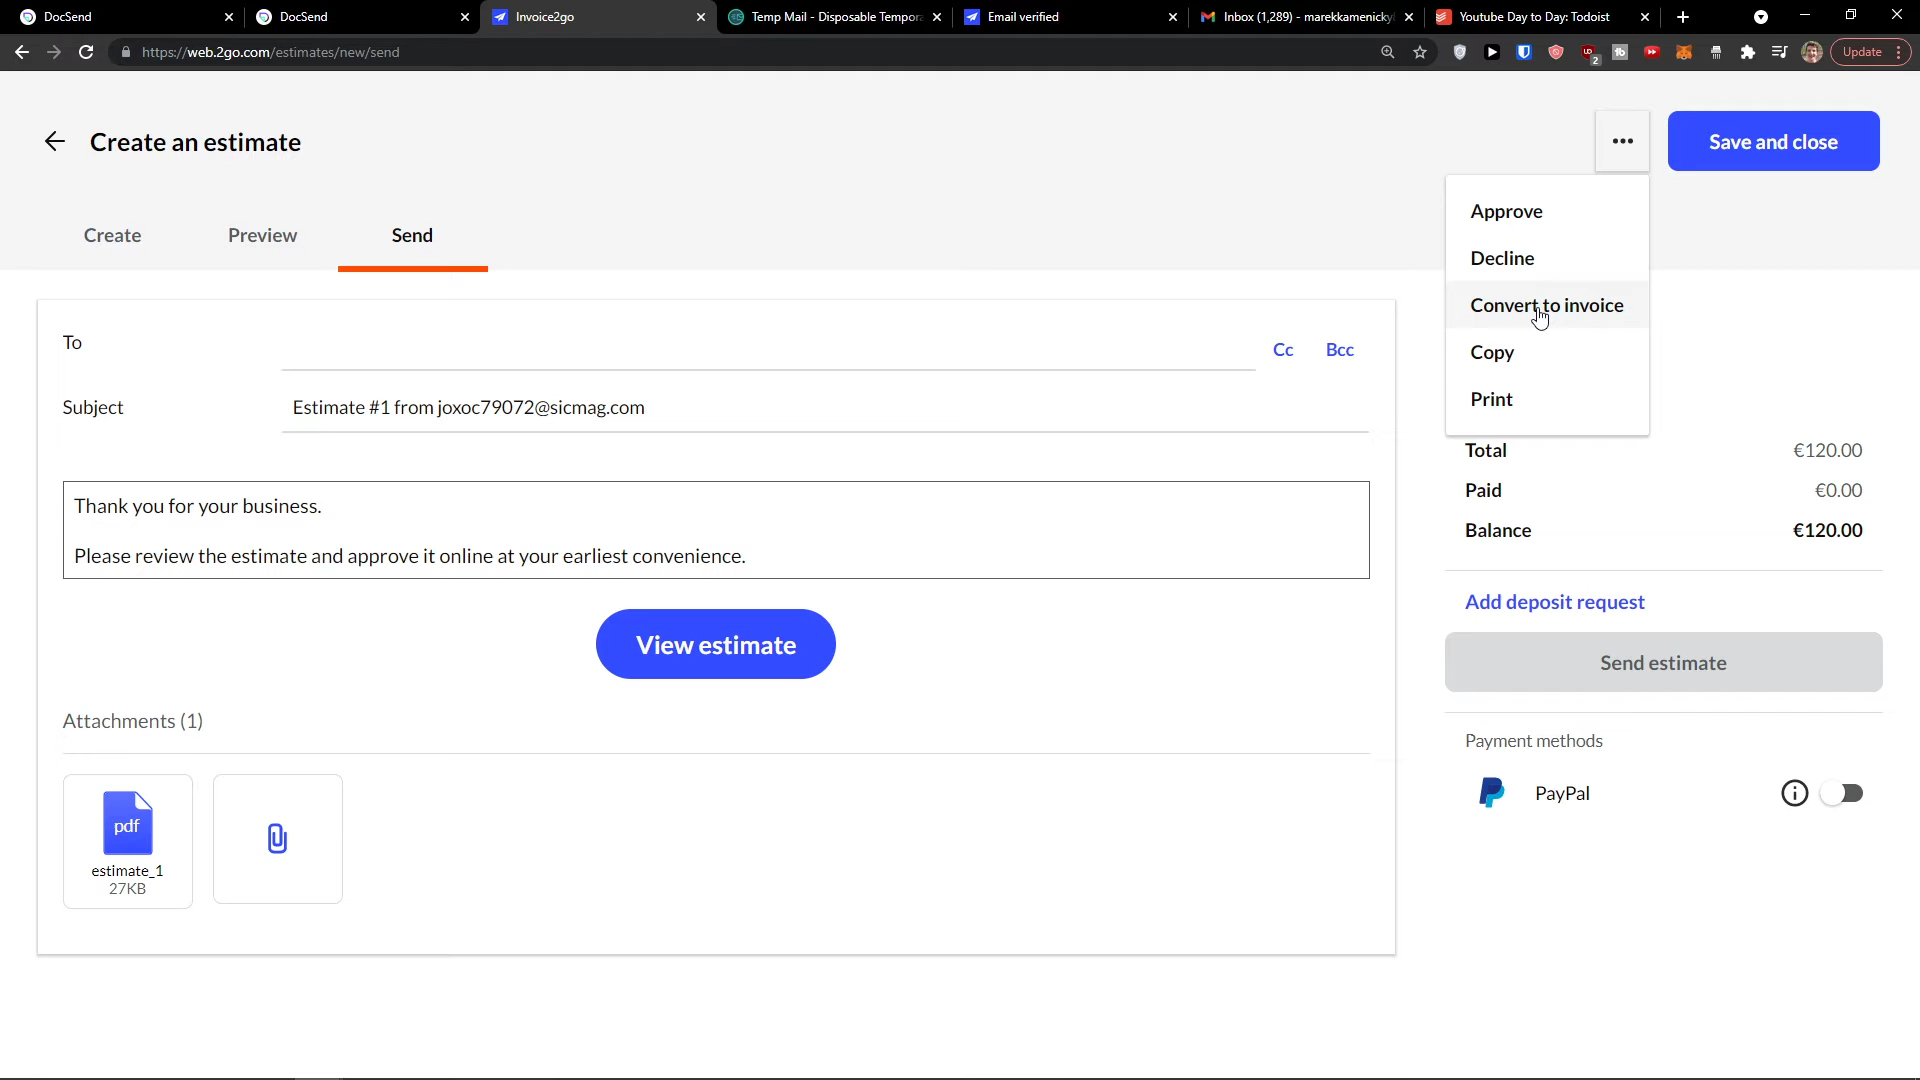 DocSend
DocSend
Invoice2go
Temp Mail - Disposable Tempora
Email verified
Inbox (1,289) - marekkamenicky
Youtube Day to Day: Todoist
https://web.2go.com/estimates/new/send
2
Update
Create an estimate
Save and close
Create
Preview
Send
Approve
Decline
Convert to invoice
Copy
Print
To
Cc
Bcc
Subject
Estimate #1 from joxoc79072@sicmag.com
Thank you for your business.
Please review the estimate and approve it online at your earliest convenience.
View estimate
Total
€120.00
Paid
€0.00
Balance
€120.00
Add deposit request
Send estimate
Payment methods
PayPal
Attachments (1)
pdf
estimate_1
27KB